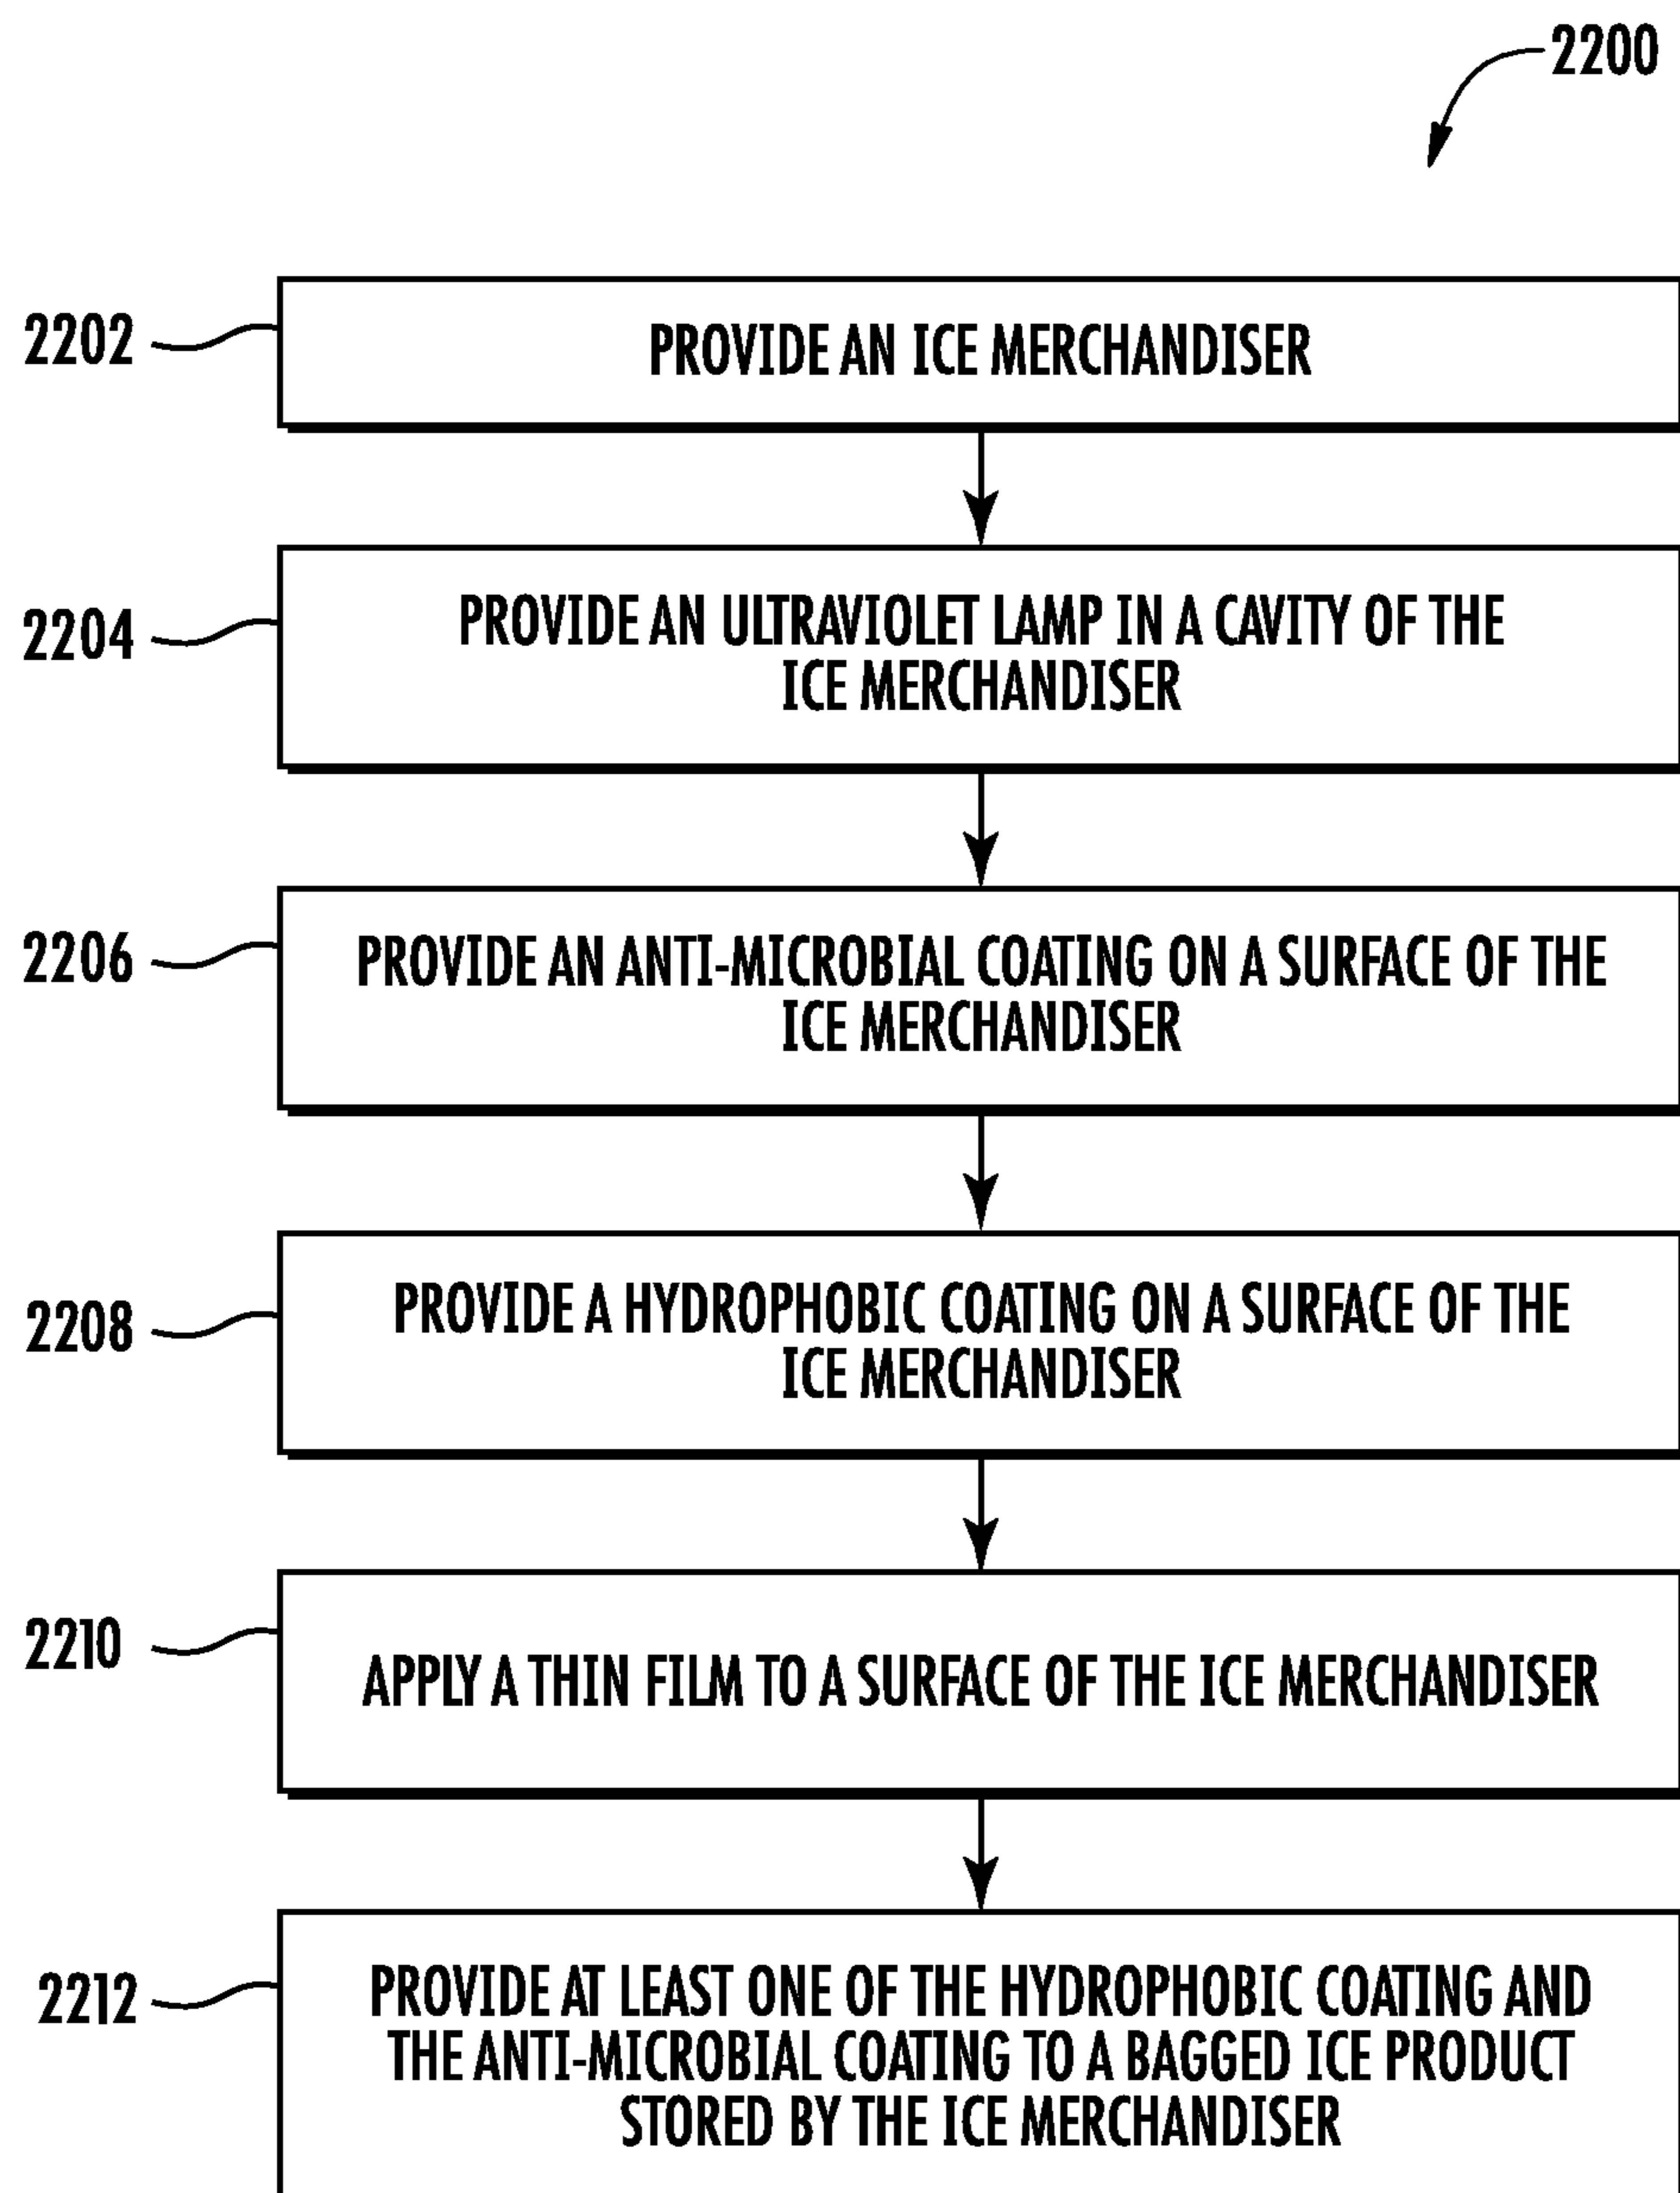 2200
2202
PROVIDE AN ICE MERCHANDISER
2204
PROVIDE AN ULTRAVIOLET LAMP IN A CAVITY OF THE
ICE MERCHANDISER
2206
PROVIDE AN ANTI-MICROBIAL COATING ON A SURFACE OF THE
ICE MERCHANDISER
2208
PROVIDE A HYDROPHOBIC COATING ON A SURFACE OF THE
ICE MERCHANDISER
2210
APPLY A THIN FILM TO A SURFACE OF THE ICE MERCHANDISER
2212
PROVIDE AT LEAST ONE OF THE HYDROPHOBIC COATING AND
THE ANTI-MICROBIAL COATING TO A BAGGED ICE PRODUCT
STORED BY THE ICE MERCHANDISER